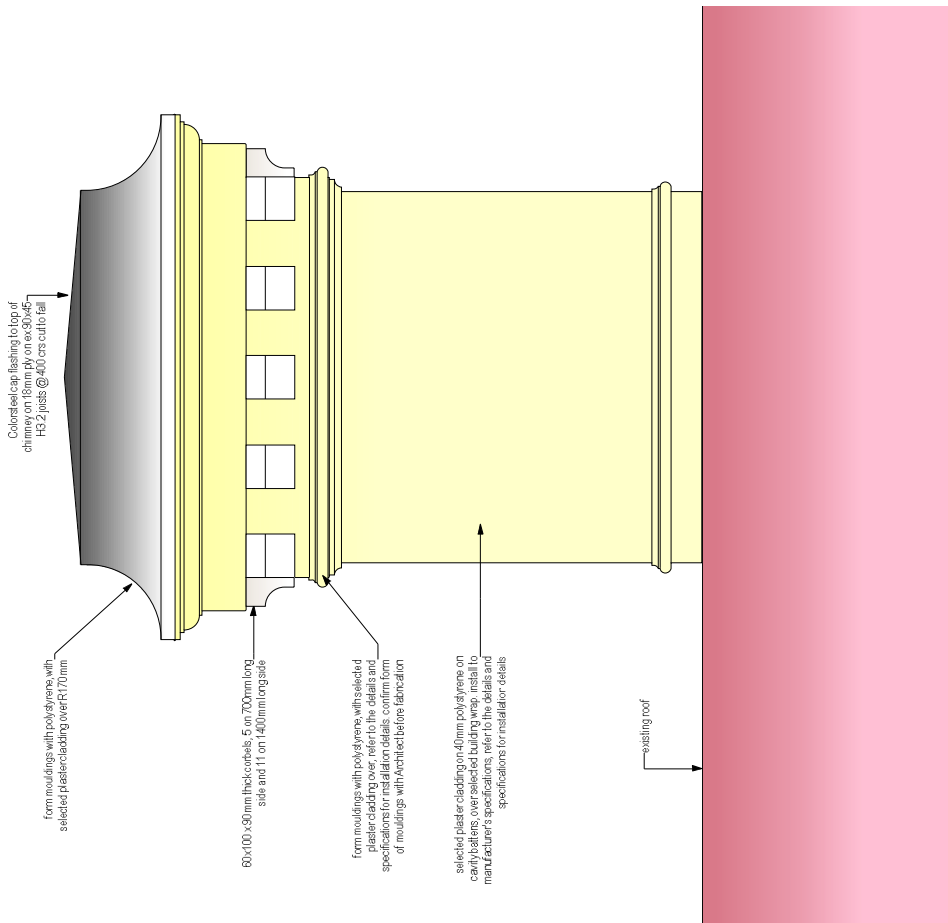 Colorsteel cap flashing to top of
chimney on 18mm ply on ex 90x45
H3.2 joists @ 400 crs cut to fall
form mouldings with polystyrene, with
selected plaster cladding over R170mm
60x100 x 90mm thick corbels, 5 on 700mm long
side and 11 on 1400mm long side
form mouldings with polystyrene, with selected
plaster cladding over, refer to the details and
specifications for installation details. confirm form
of mouldings with Architect before fabrication
selected plaster cladding on 40mm polystyrene on
cavity battens, over selected building wrap. install to
manufacturer's specifications, refer to the details and
specifications for installation details
existing roof